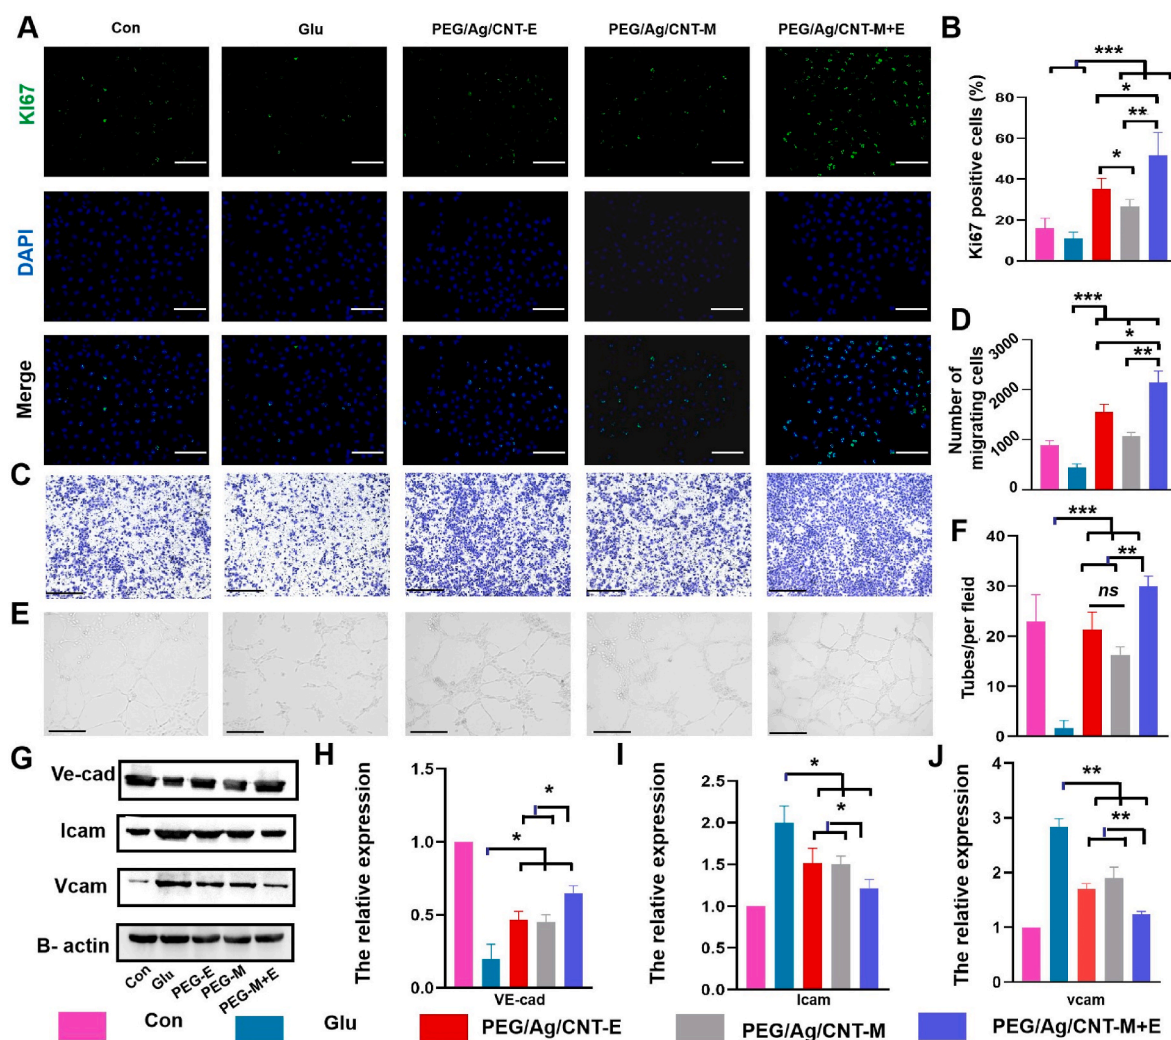 A
Con
Glu
PEG/Ag/CNT-E
PEG/Ag/CNT-M
PEG/Ag/CNT-M+E
KI67
DAPI
Merge
B
Ki67 positive cells (%)
80
60
40
20
0
***
*
**
*
C
D
Number of
migrating cells
3000
2000
1000
0
***
*
**
E
F
Tubes/per fleid
40
30
20
10
0
***
**
ns
G
Ve-cad
Icam
Vcam
B- actin
Con
Glu
PEG-E
PEG-M
PEG-M+E
H
The relative expression
1.5
1.0
0.5
0.0
*
*
VE-cad
I
The relative expression
2.5
2.0
1.5
1.0
0.5
0.0
*
*
Icam
J
The relative expression
4
3
2
1
0
**
**
vcam
Con
Glu
PEG/Ag/CNT-E
PEG/Ag/CNT-M
PEG/Ag/CNT-M+E